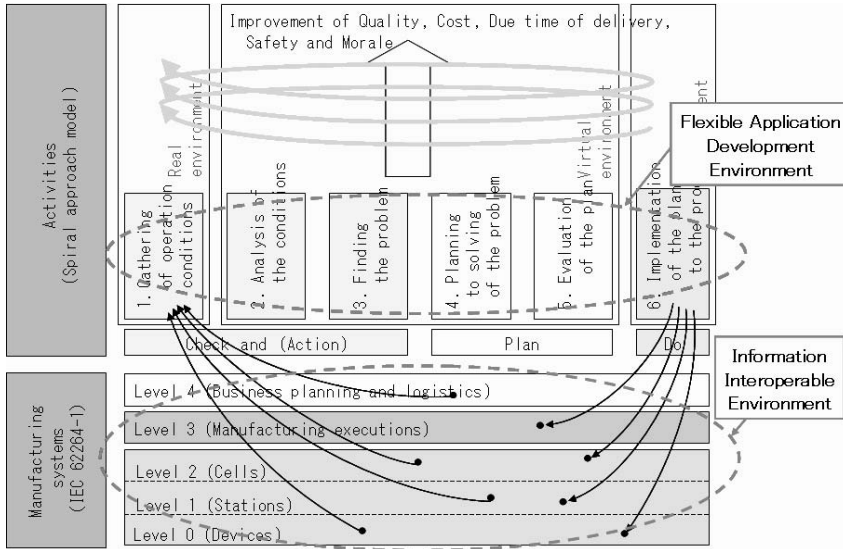 Improvement of Quality, Cost, Due time of delivery,
Safety and Morale
Activities
(Spiral approach model)
Real
environment
Virtual
environment
Flexible Application
Development
Environment
1. Gathering
of operation
conditions
2. Analysis of
the conditions
3. Finding
the problem
4. Planning
to solving
of the problem
5. Evaluation
of the plan
6. Implementation
of the plan
to the
Check and (Action)
Plan
Do
Information
Interoperable
Environment
Manufacturing
systems
(IEC 62264-1)
Level 4 (Business planning and logistics)
Level 3 (Manufacturing executions)
Level 2 (Cells)
Level 1 (Stations)
Level 0 (Devices)